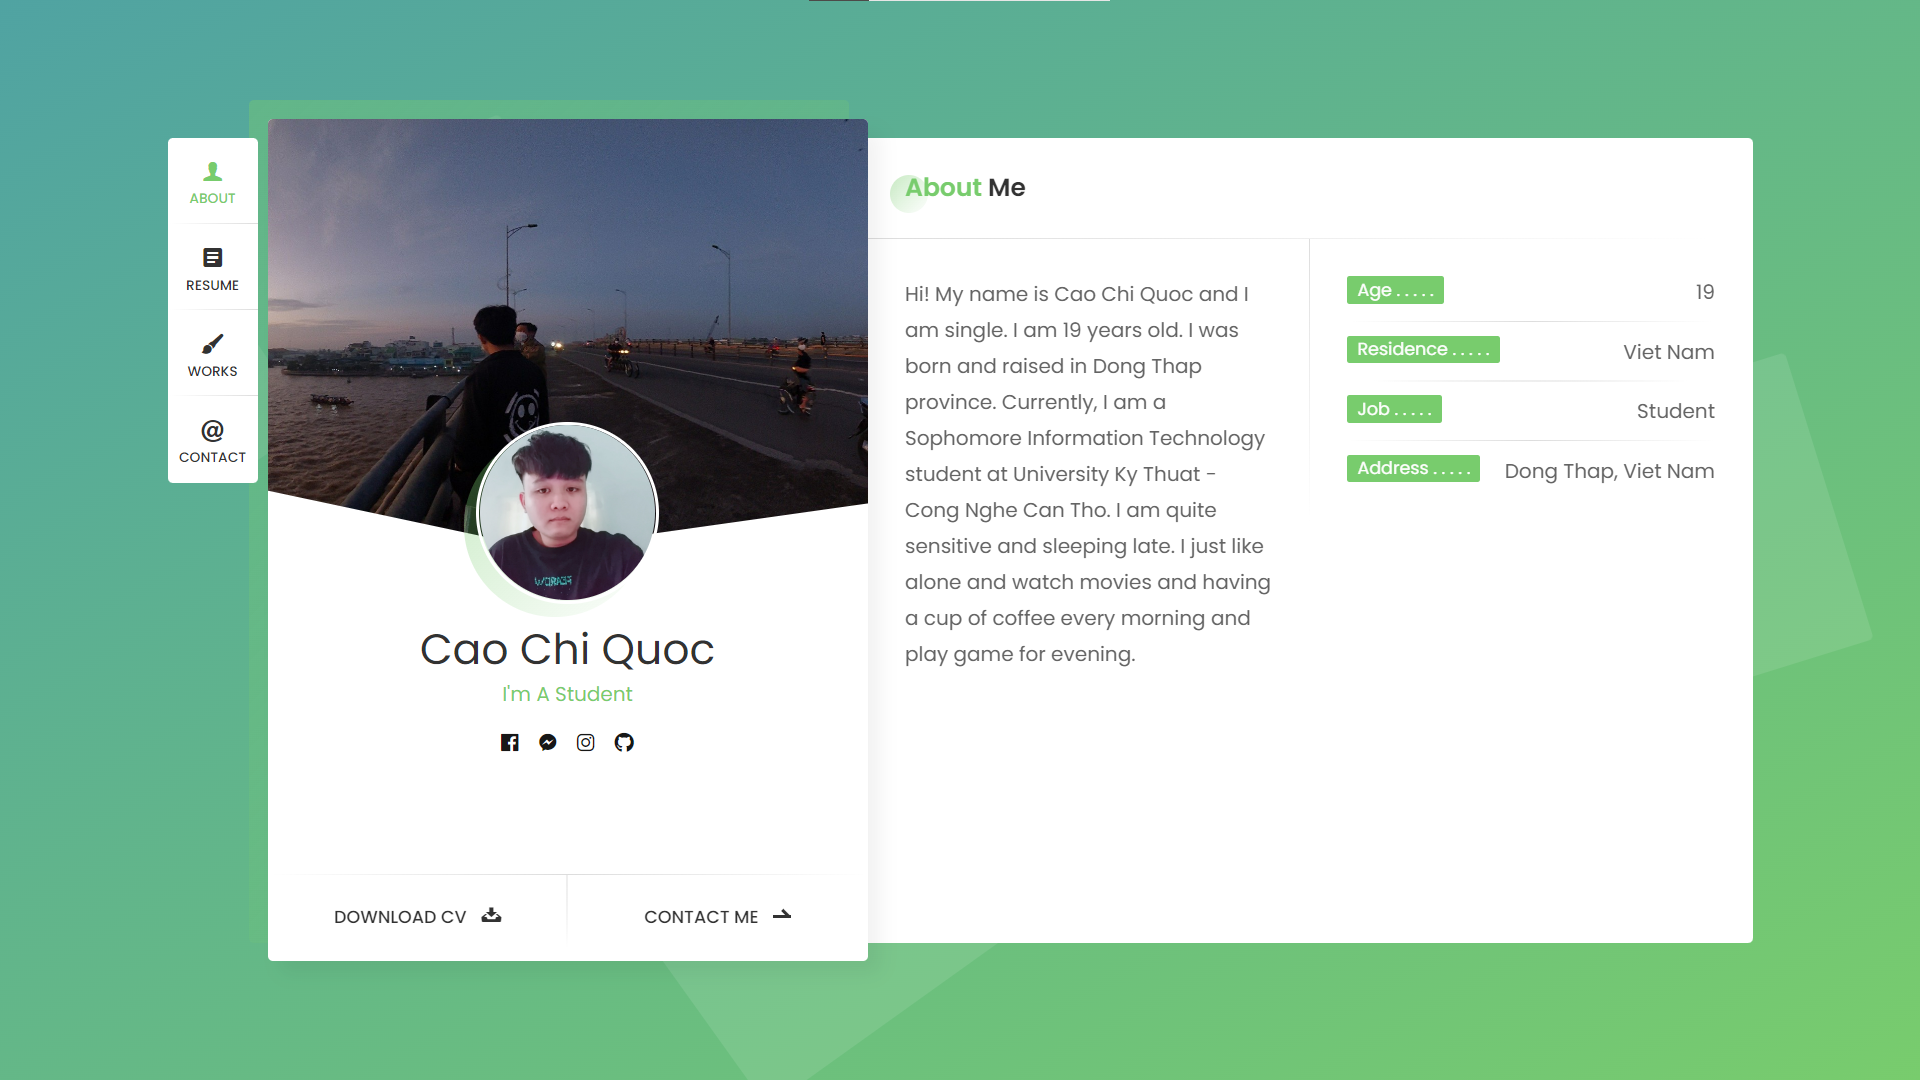 ABOUT
RESUME
WORKS
@
CONTACT
Cao Chi Quoc
I'm A Student
DOWNLOAD CV
CONTACT ME
About Me
Hi! My name is Cao Chi Quoc and I
am single. I am 19 years old. I was
born and raised in Dong Thap
province. Currently, I am a
Sophomore Information Technology
student at University Ky Thuat -
Cong Nghe Can Tho. I am quite
sensitive and sleeping late. I just like
alone and watch movies and having
a cup of coffee every morning and
play game for evening.
Age . . . . . 19
Residence . . . . . Viet Nam
Job . . . . . Student
Address . . . . . Dong Thap, Viet Nam